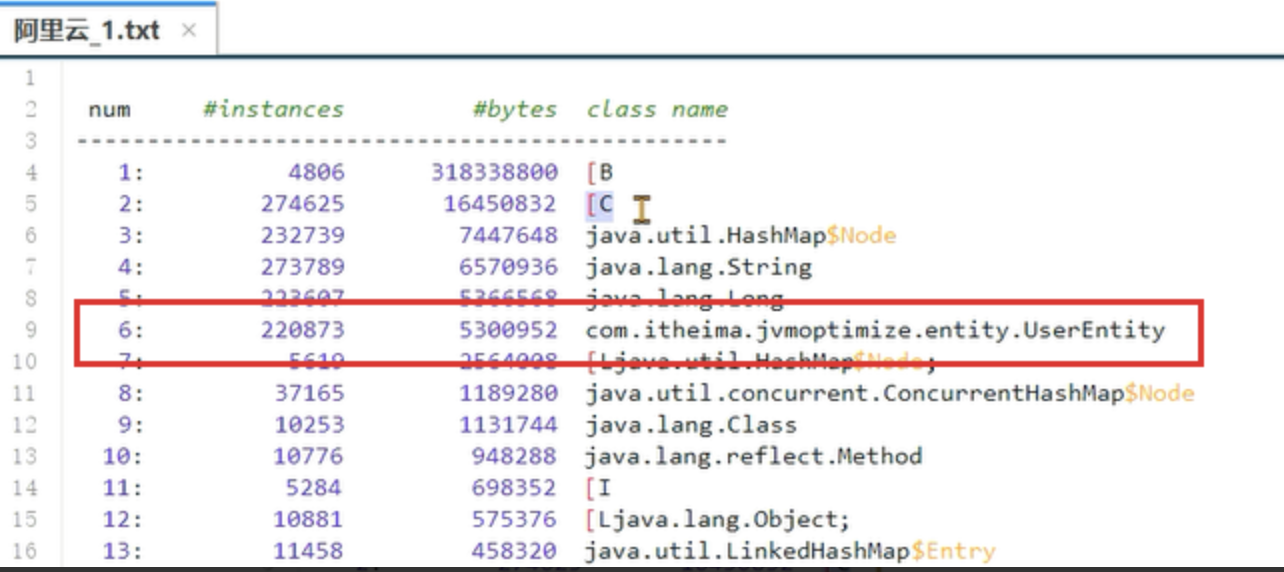 阿里云_1.txt ×
1
2 num #instances #bytes class name
3 -----------------------------------------------
4 1: 4806 318338800 [B
5 2: 274625 16450832 [C
6 3: 232739 7447648 java.util.HashMap$Node
7 4: 273789 6570936 java.lang.String
8 5: 223607 5366568 java.lang.Long
9 6: 220873 5300952 com.itheima.jvmoptimize.entity.UserEntity
10 7: 5619 2564008 [Ljava.util.HashMap$Node;
11 8: 37165 1189280 java.util.concurrent.ConcurrentHashMap$Node
12 9: 10253 1131744 java.lang.Class
13 10: 10776 948288 java.lang.reflect.Method
14 11: 5284 698352 [I
15 12: 10881 575376 [Ljava.lang.Object;
16 13: 11458 458320 java.util.LinkedHashMap$Entry